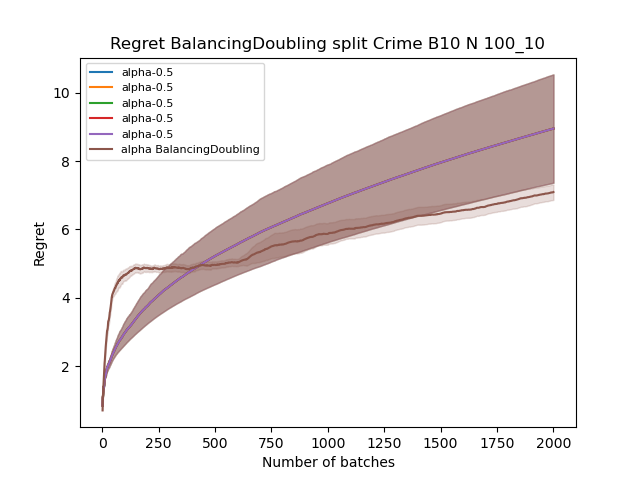 Regret BalancingDoubling split Crime B10 N 100_10
alpha-0.5
alpha-0.5
alpha-0.5
alpha-0.5
alpha-0.5
alpha BalancingDoubling
Regret
10
8
6
4
2
0 250 500 750 1000 1250 1500 1750 2000
Number of batches